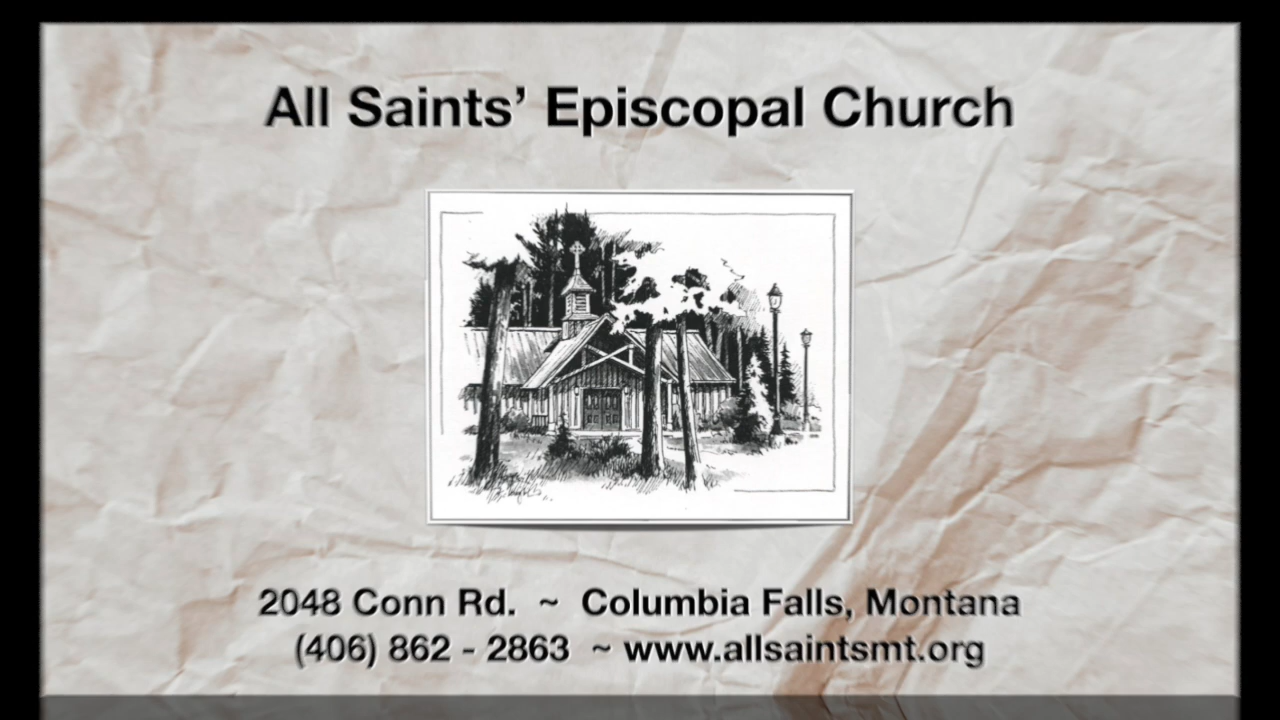 All Saints’ Episcopal Church
2048 Conn Rd. ~ Columbia Falls, Montana
(406) 862 - 2863 ~ www.allsaintsmt.org